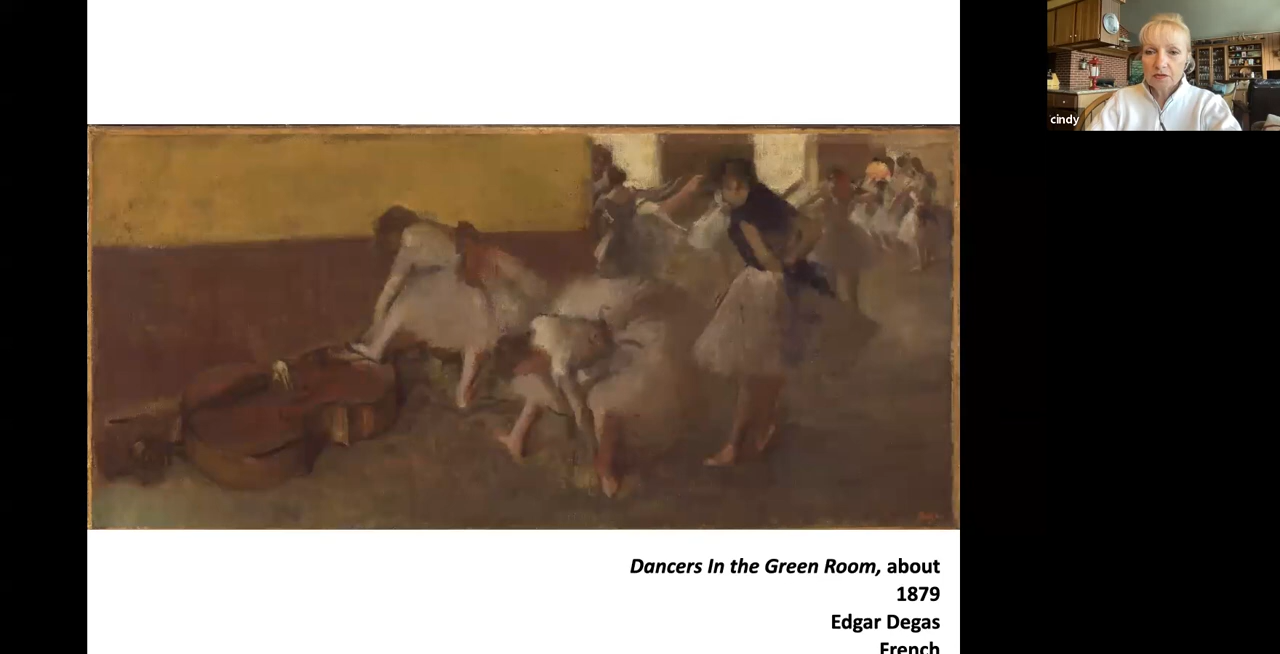 cindy
Dancers In the Green Room, about
1879
Edgar Degas
French